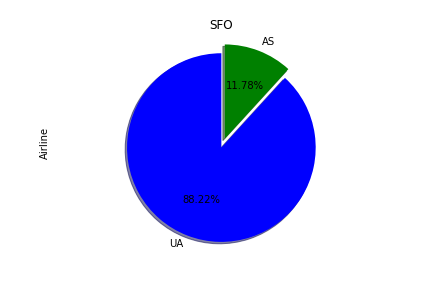 SFO
AS
11.78%
Airline
88.22%
UA